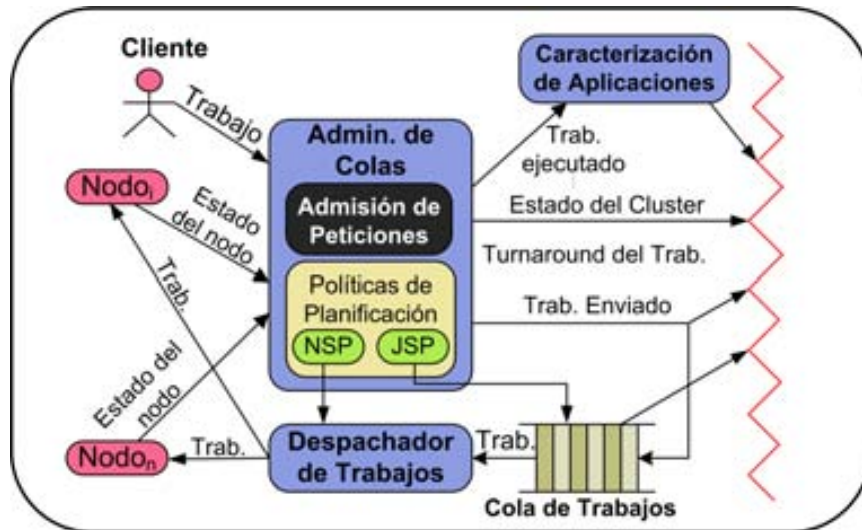 Cliente
Trabajo
Caracterización
de Aplicaciones
Admin. de
Colas
Trab.
ejecutado
Nodoi
Estado
del nodo
Admisión de
Peticiones
Estado del Cluster
Turnaround del Trab.
Trab.
Políticas de
Planificación
Trab. Enviado
NSP
JSP
Estado del
nodo
Nodon
Trab.
Despachador
de Trabajos
Trab.
Cola de Trabajos